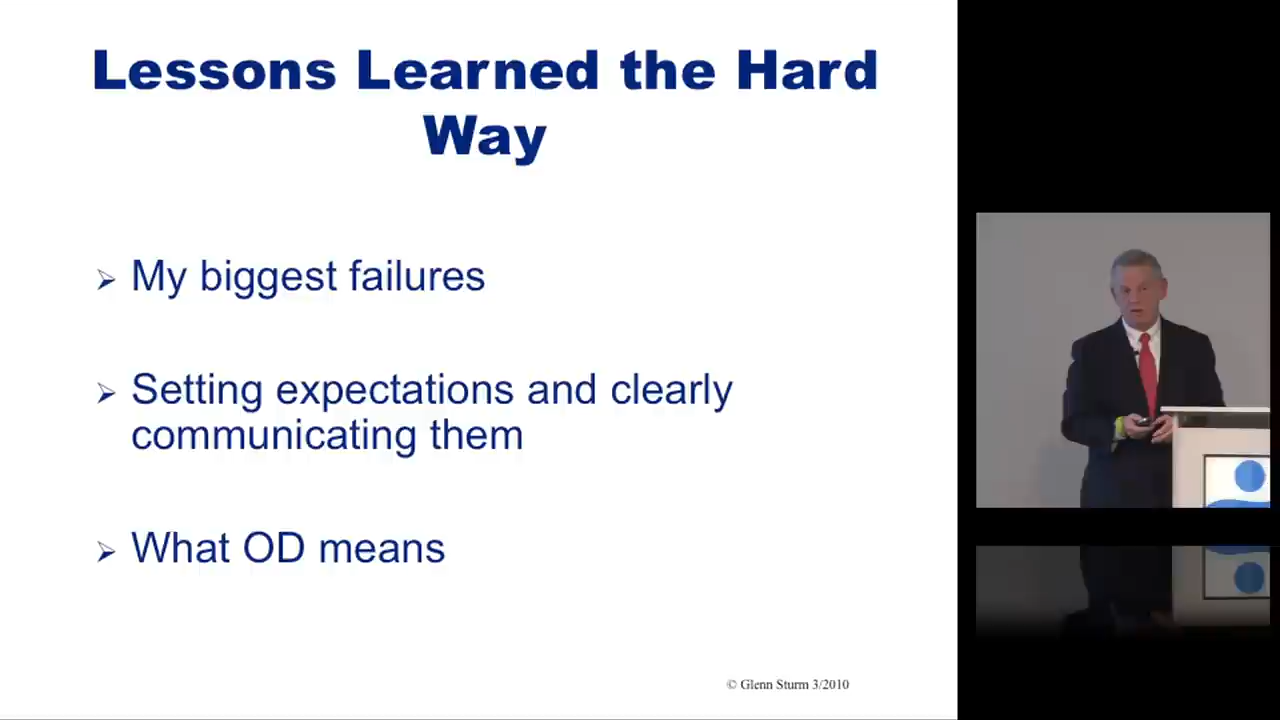 Lessons Learned the Hard
Way
My biggest failures
Setting expectations and clearly
communicating them
What OD means
© Glenn Sturm 3/2010